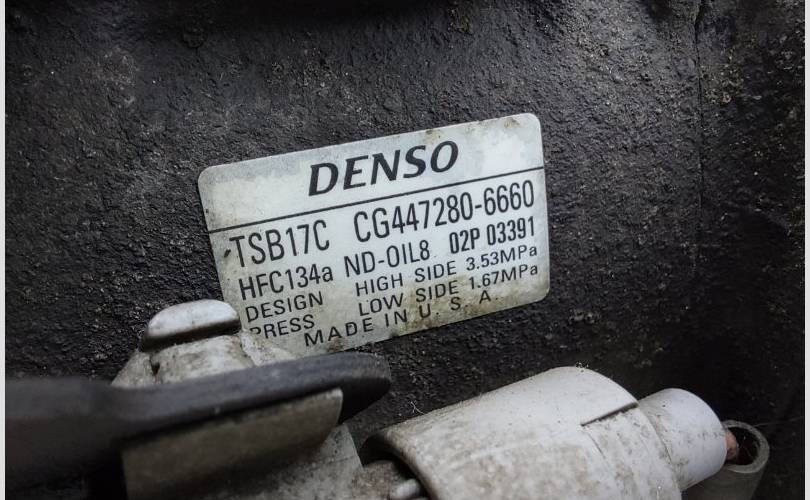 DENSO
TSB17C CG447280-6660
HFC134a ND-OIL8 02P 03391
DESIGN HIGH SIDE 3.53MPa
PRESS LOW SIDE 1.67MPa
MADE IN U. S. A.